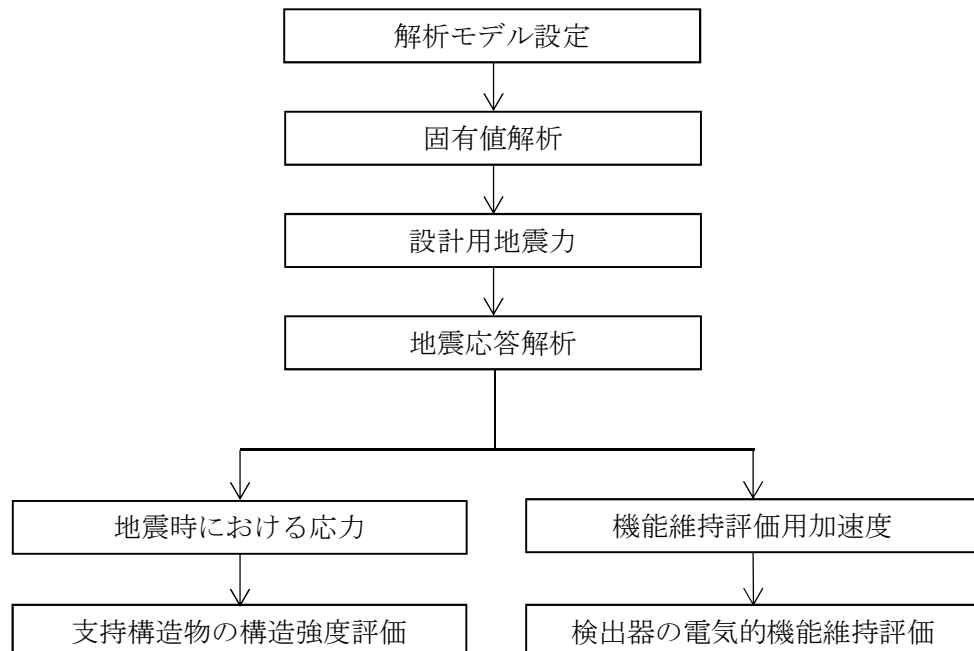 解析モデル設定
固有値解析
設計用地震力
地震応答解析
地震時における応力
機能維持評価用加速度
支持構造物の構造強度評価
検出器の電気的機能維持評価